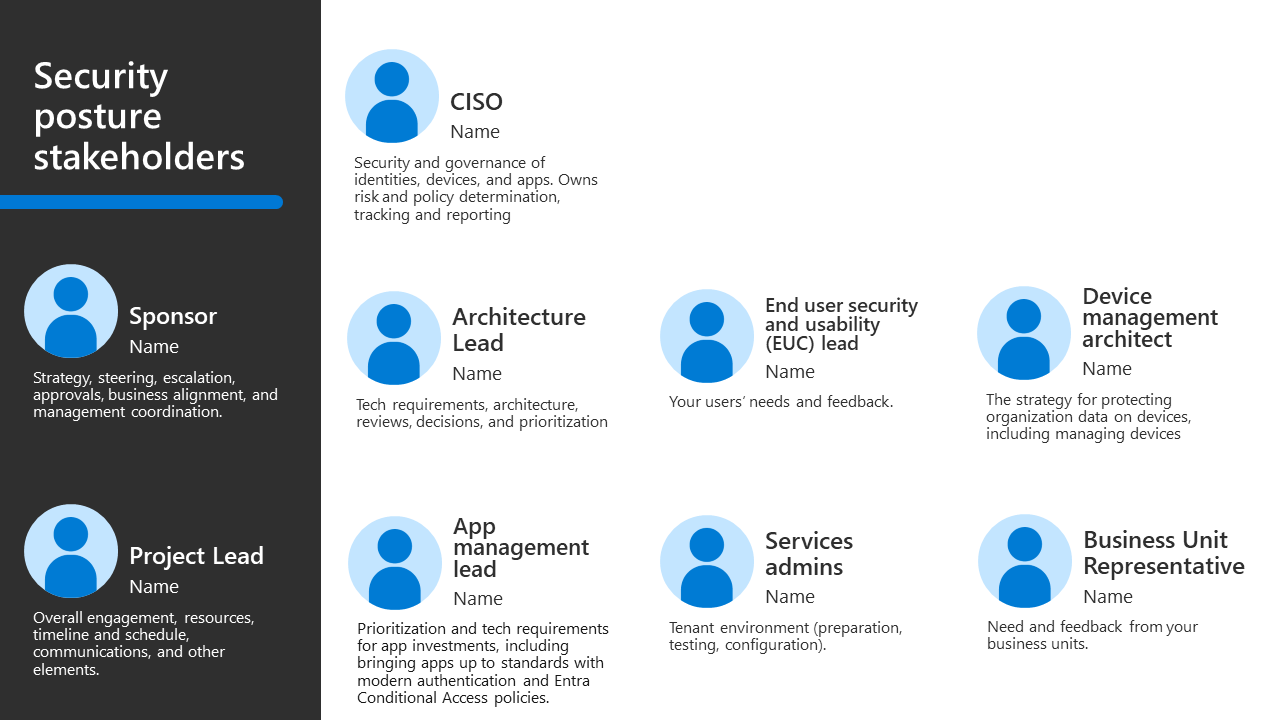 Security
posture
stakeholders
Sponsor
Name
Strategy, steering, escalation,
approvals, business alignment, and
management coordination.
Project Lead
Name
Overall engagement, resources,
timeline and schedule,
communications, and other
elements.
CISO
Name
Security and governance of
identities, devices, and apps. Owns
risk and policy determination,
tracking and reporting
Architecture
Lead
Name
Tech requirements, architecture,
reviews, decisions, and prioritization
End user security
and usability
(EUC) lead
Name
Your users’ needs and feedback.
Device
management
architect
Name
The strategy for protecting
organization data on devices,
including managing devices
App
management
lead
Name
Prioritization and tech requirements
for app investments, including
bringing apps up to standards with
modern authentication and Entra
Conditional Access policies.
Services
admins
Name
Tenant environment (preparation,
testing, configuration).
Business Unit
Representative
Name
Need and feedback from your
business units.